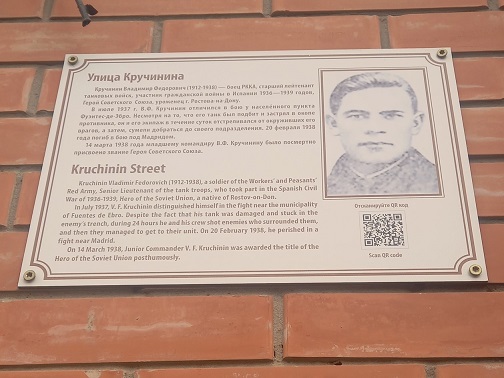 Улица Кручинина
Кручинин Владимир Федорович (1912-1938) — боец РККА, старший лейтенант
танковых войск, участник гражданской войны в Испании 1936—1939 годов,
Герой Советского Союза, уроженец г. Ростова-на-Дону.
В июле 1937 г. В.Ф. Кручинин отличился в бою у населённого пункта
Фуэнтес-де-Эбро. Несмотря на то, что его танк был подбит и застрял в окопе
противника, он и его экипаж в течение суток отстреливался от окруживших его
врагов, а затем, сумели добраться до своего подразделения. 20 февраля 1938
года погиб в бою под Мадридом.
14 марта 1938 года младшему командиру В.Ф. Кручинину было посмертно
присвоено звание Героя Советского Союза.
Kruchinin Street
Kruchinin Vladimir Fedorovich (1912-1938), a soldier of the Workers' and Peasants'
Red Army, Senior Lieutenant of the tank troops, who took part in the Spanish Civil
War of 1936-1939, Hero of the Soviet Union, a native of Rostov-on-Don.
In July 1937, V. F. Kruchinin distinguished himself in the fight near the municipality
of Fuentes de Ebro. Despite the fact that his tank was damaged and stuck in the
enemy's trench, during 24 hours he and his crew shot enemies who surrounded them,
and then they managed to get to their unit. On 20 February 1938, he perished in a
fight near Madrid.
On 14 March 1938, Junior Commander V. F. Kruchinin was awarded the title of the
Hero of the Soviet Union posthumously.
Отсканируйте QR код
Scan QR code